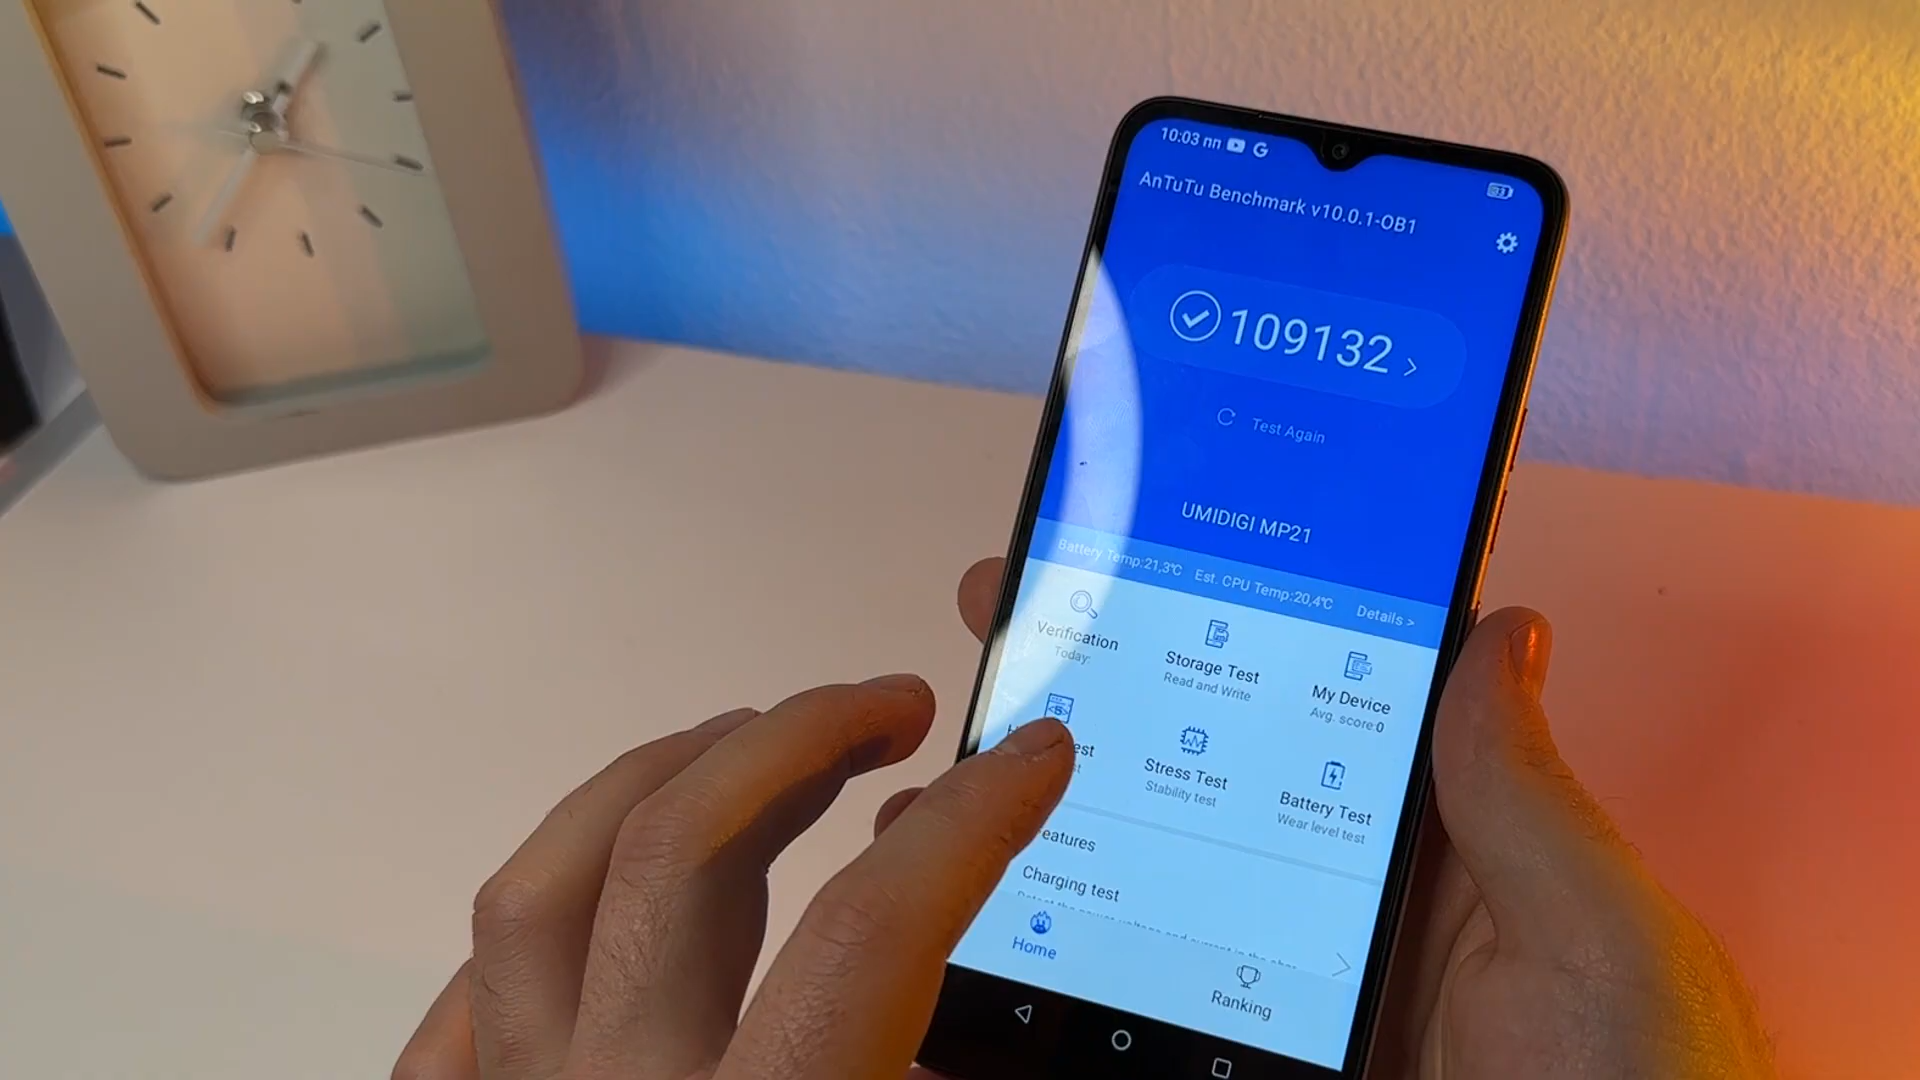 10:03 πμ
AnTuTu Benchmark v10.0.1-OB1
109132 >
Test Again
UMIDIGI MP21
Battery Temp:21,3℃ Est. CPU Temp:20,4℃ Details >
Verification
Today:
Storage Test
Read and Write
My Device
Avg. score:0
Stress Test
Stability test
Battery Test
Wear level test
Features
Charging test
Home
Ranking